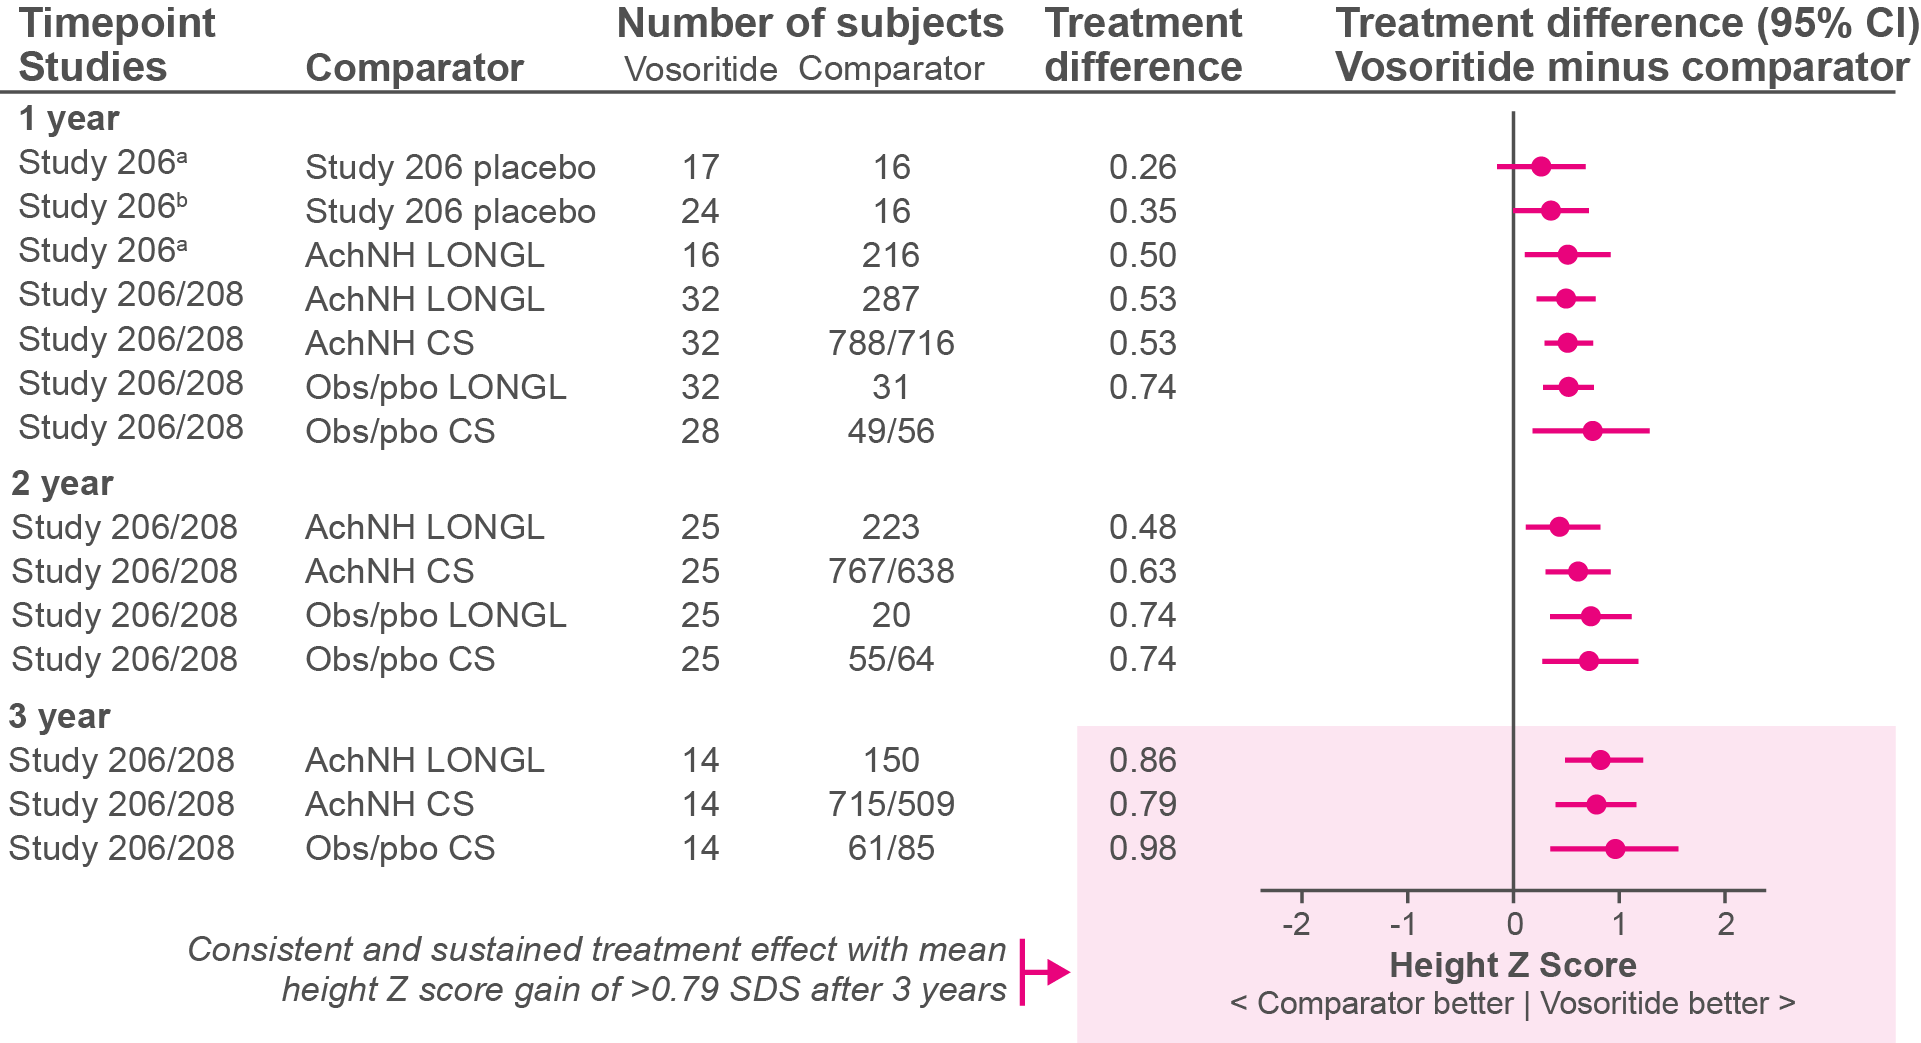 Timepoint Number of subjects Treatment Treatment difference (95% CI)
Studies Comparator Vosoritide Comparator difference Vosoritide minus comparator
1 year
Study 206ᵃ Study 206 placebo 17 16 0.26
Study 206ᵇ Study 206 placebo 24 16 0.35
Study 206ᵃ AchNH LONGL 16 216 0.50
Study 206/208 AchNH LONGL 32 287 0.53
Study 206/208 AchNH CS 32 788/716 0.53
Study 206/208 Obs/pbo LONGL 32 31 0.74
Study 206/208 Obs/pbo CS 28 49/56
2 year
Study 206/208 AchNH LONGL 25 223 0.48
Study 206/208 AchNH CS 25 767/638 0.63
Study 206/208 Obs/pbo LONGL 25 20 0.74
Study 206/208 Obs/pbo CS 25 55/64 0.74
3 year
Study 206/208 AchNH LONGL 14 150 0.86
Study 206/208 AchNH CS 14 715/509 0.79
Study 206/208 Obs/pbo CS 14 61/85 0.98
-2 -1 0 1 2
Consistent and sustained treatment effect with mean
height Z score gain of >0.79 SDS after 3 years
Height Z Score
< Comparator better | Vosoritide better >